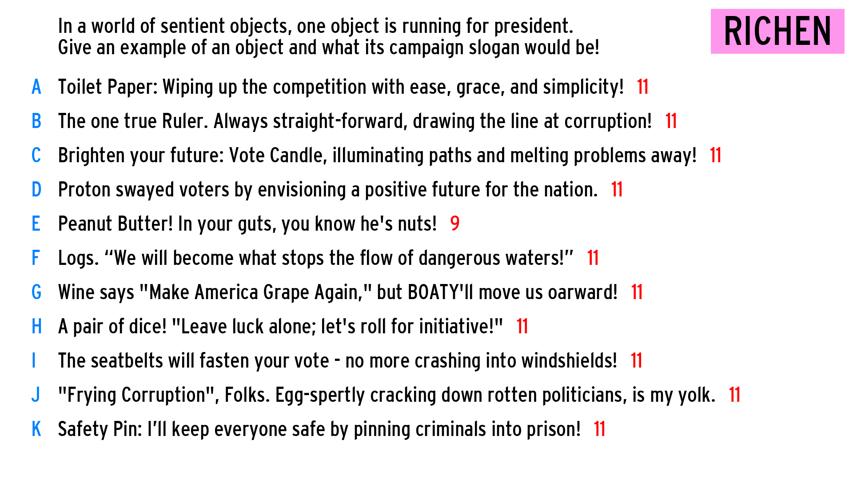 In a world of sentient objects, one object is running for president.
Give an example of an object and what its campaign slogan would be!
RICHEN
A Toilet Paper: Wiping up the competition with ease, grace, and simplicity! 11
B The one true Ruler. Always straight-forward, drawing the line at corruption! 11
C Brighten your future: Vote Candle, illuminating paths and melting problems away! 11
D Proton swayed voters by envisioning a positive future for the nation. 11
E Peanut Butter! In your guts, you know he's nuts! 9
F Logs. “We will become what stops the flow of dangerous waters!” 11
G Wine says "Make America Grape Again," but BOATY'll move us oarward! 11
H A pair of dice! "Leave luck alone; let's roll for initiative!" 11
I The seatbelts will fasten your vote - no more crashing into windshields! 11
J "Frying Corruption", Folks. Egg-spertly cracking down rotten politicians, is my yolk. 11
K Safety Pin: I’ll keep everyone safe by pinning criminals into prison! 11